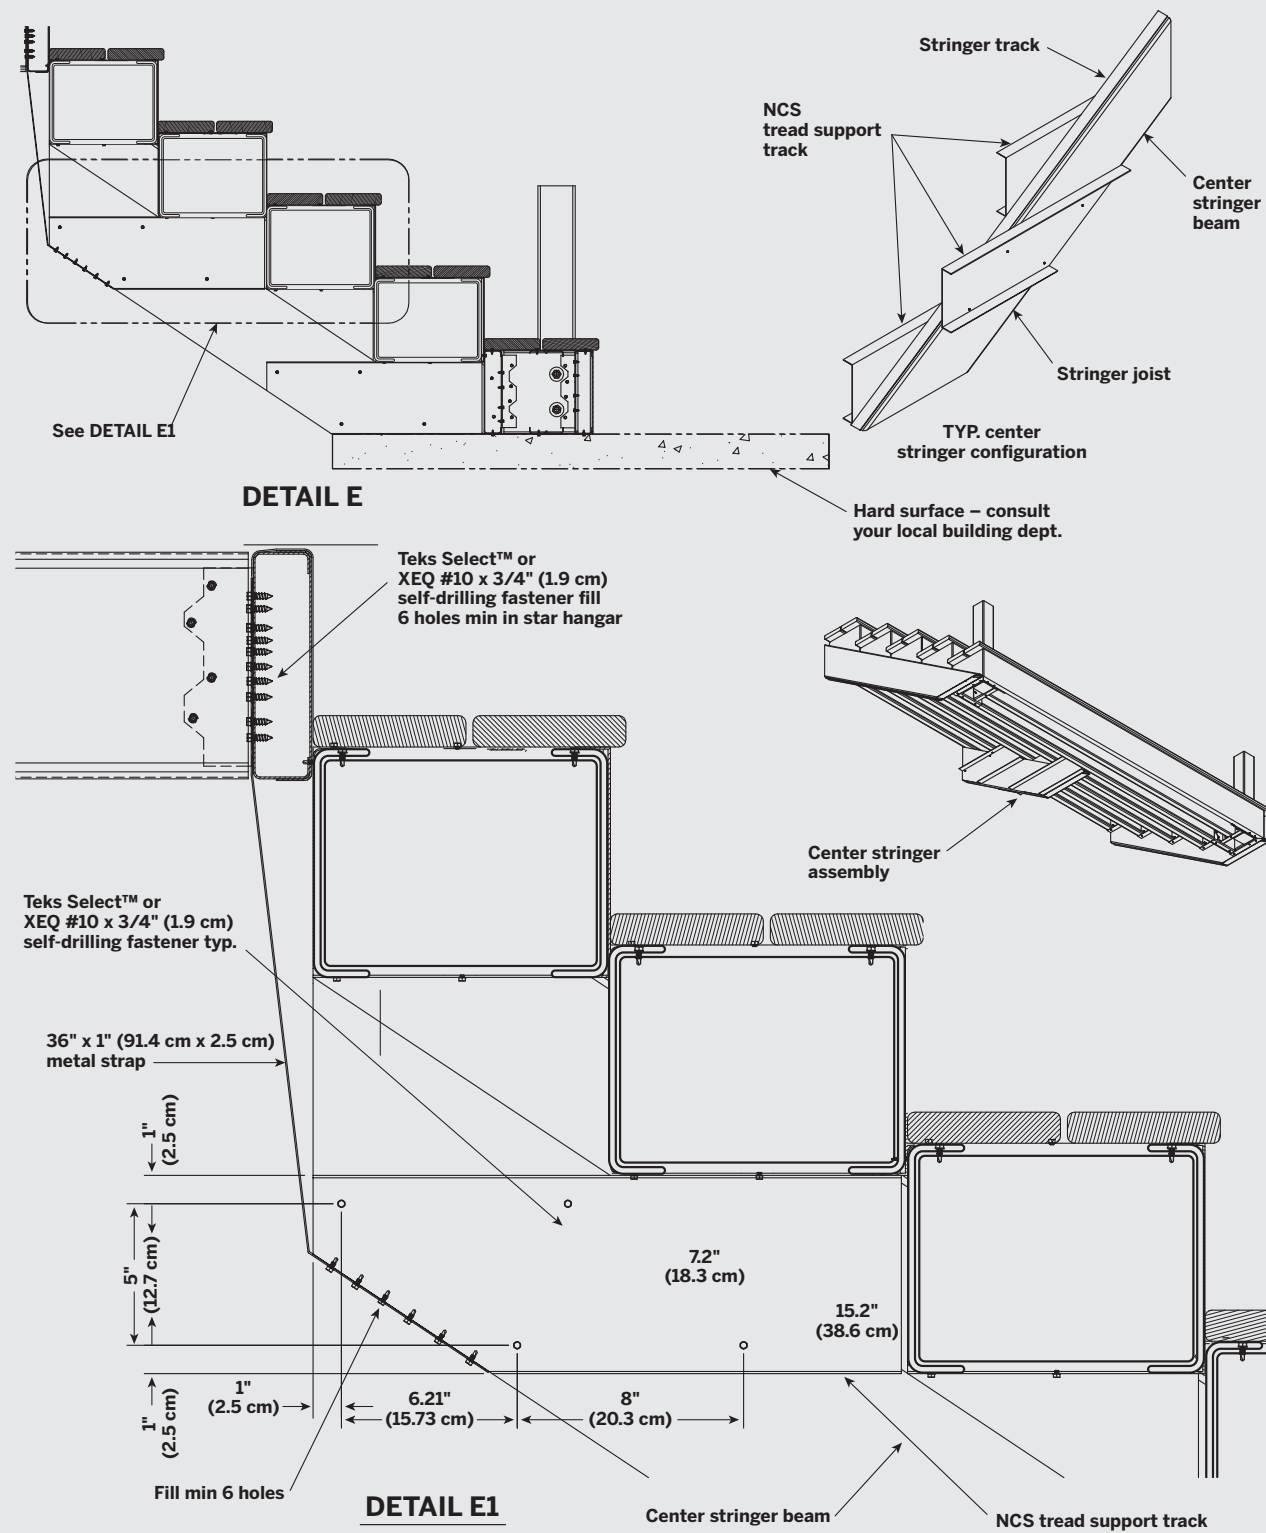 Stringer track
NCS
tread support
track
Center
stringer
beam
Stringer joist
See DETAIL E1
TYP. center
stringer configuration
DETAIL E
Hard surface – consult
your local building dept.
Teks Select™ or
XEQ #10 x 3/4" (1.9 cm)
self-drilling fastener fill
6 holes min in star hangar
Center stringer
assembly
Teks Select™ or
XEQ #10 x 3/4" (1.9 cm)
self-drilling fastener typ.
36" x 1" (91.4 cm x 2.5 cm)
metal strap
1"
(2.5 cm)
5"
(12.7 cm)
7.2"
(18.3 cm)
15.2"
(38.6 cm)
1"
(2.5 cm)
1"
(2.5 cm)
6.21"
(15.73 cm)
8"
(20.3 cm)
Fill min 6 holes
DETAIL E1
Center stringer beam
NCS tread support track